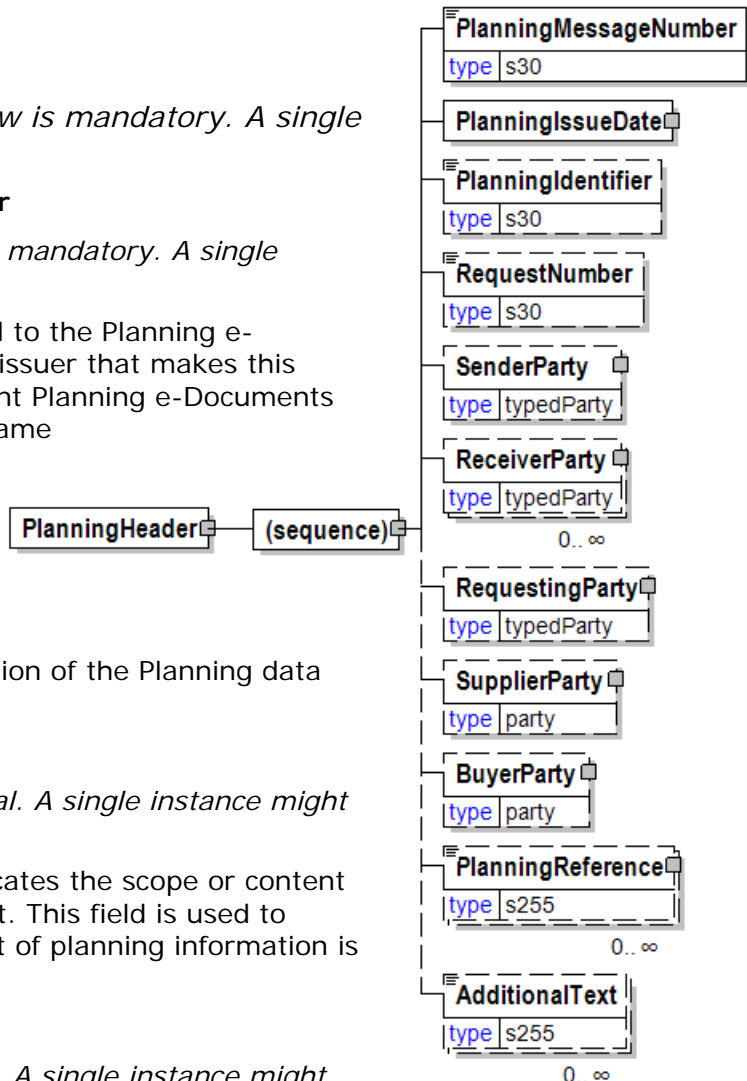 w is mandatory. A single
r
mandatory. A single
l to the Planning e-
issuer that makes this
nt Planning e-Documents
ame
ion of the Planning data
al. A single instance might
cates the scope or content
t. This field is used to
t of planning information is
. A single instance might
PlanningHeader
(sequence)
PlanningMessageNumber
type s30
PlanningIssueDate
PlanningIdentifier
type s30
RequestNumber
type s30
SenderParty
type typedParty
ReceiverParty
type typedParty
0.. ∞
RequestingParty
type typedParty
SupplierParty
type party
BuyerParty
type party
PlanningReference
type s255
0.. ∞
AdditionalText
type s255
0.. ∞